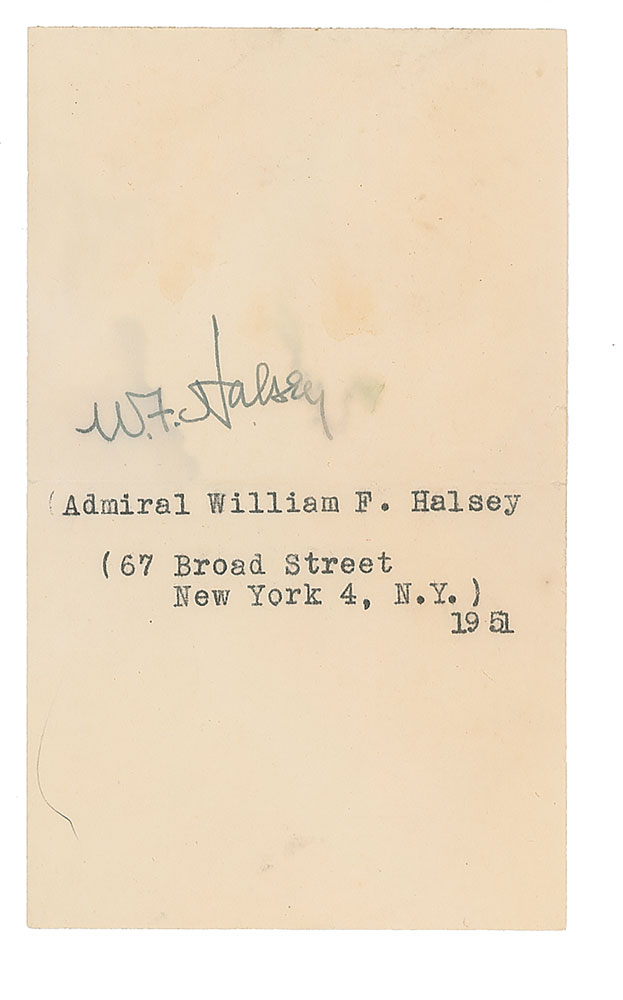 W.F. Halsey
(Admiral William F. Halsey
(67 Broad Street
New York 4, N.Y.)
1951